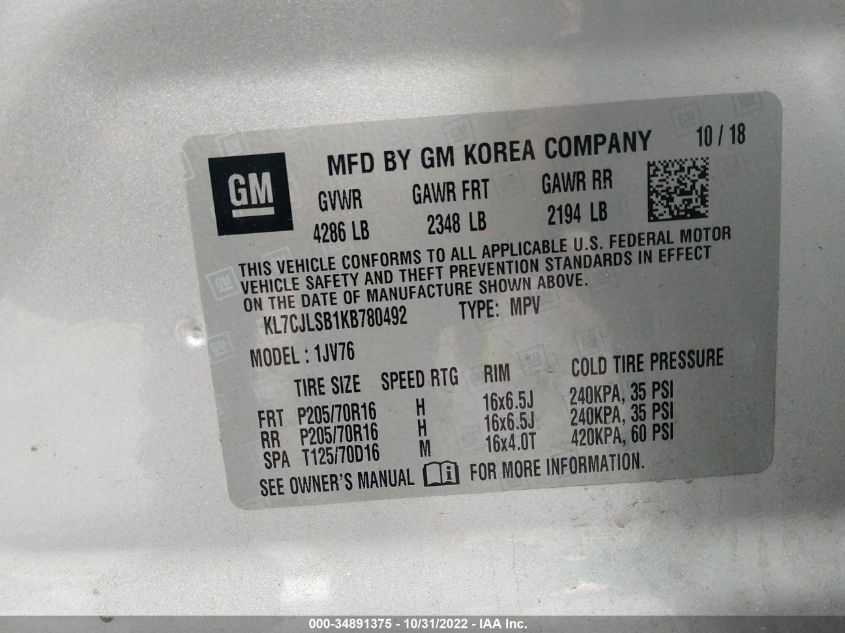 MFD BY GM KOREA COMPANY 10 / 18
GM
GVWR GAWR FRT GAWR RR
4286 LB 2348 LB 2194 LB
THIS VEHICLE CONFORMS TO ALL APPLICABLE U.S. FEDERAL MOTOR
VEHICLE SAFETY AND THEFT PREVENTION STANDARDS IN EFFECT
ON THE DATE OF MANUFACTURE SHOWN ABOVE.
KL7CJLSB1KB780492 TYPE: MPV
MODEL : 1JV76
TIRE SIZE SPEED RTG RIM COLD TIRE PRESSURE
FRT P205/70R16 H 16x6.5J 240KPA, 35 PSI
RR P205/70R16 H 16x6.5J 240KPA, 35 PSI
SPA T125/70D16 M 16x4.0T 420KPA, 60 PSI
SEE OWNER'S MANUAL FOR MORE INFORMATION.
000-34891375 - 10/31/2022 - IAA Inc.